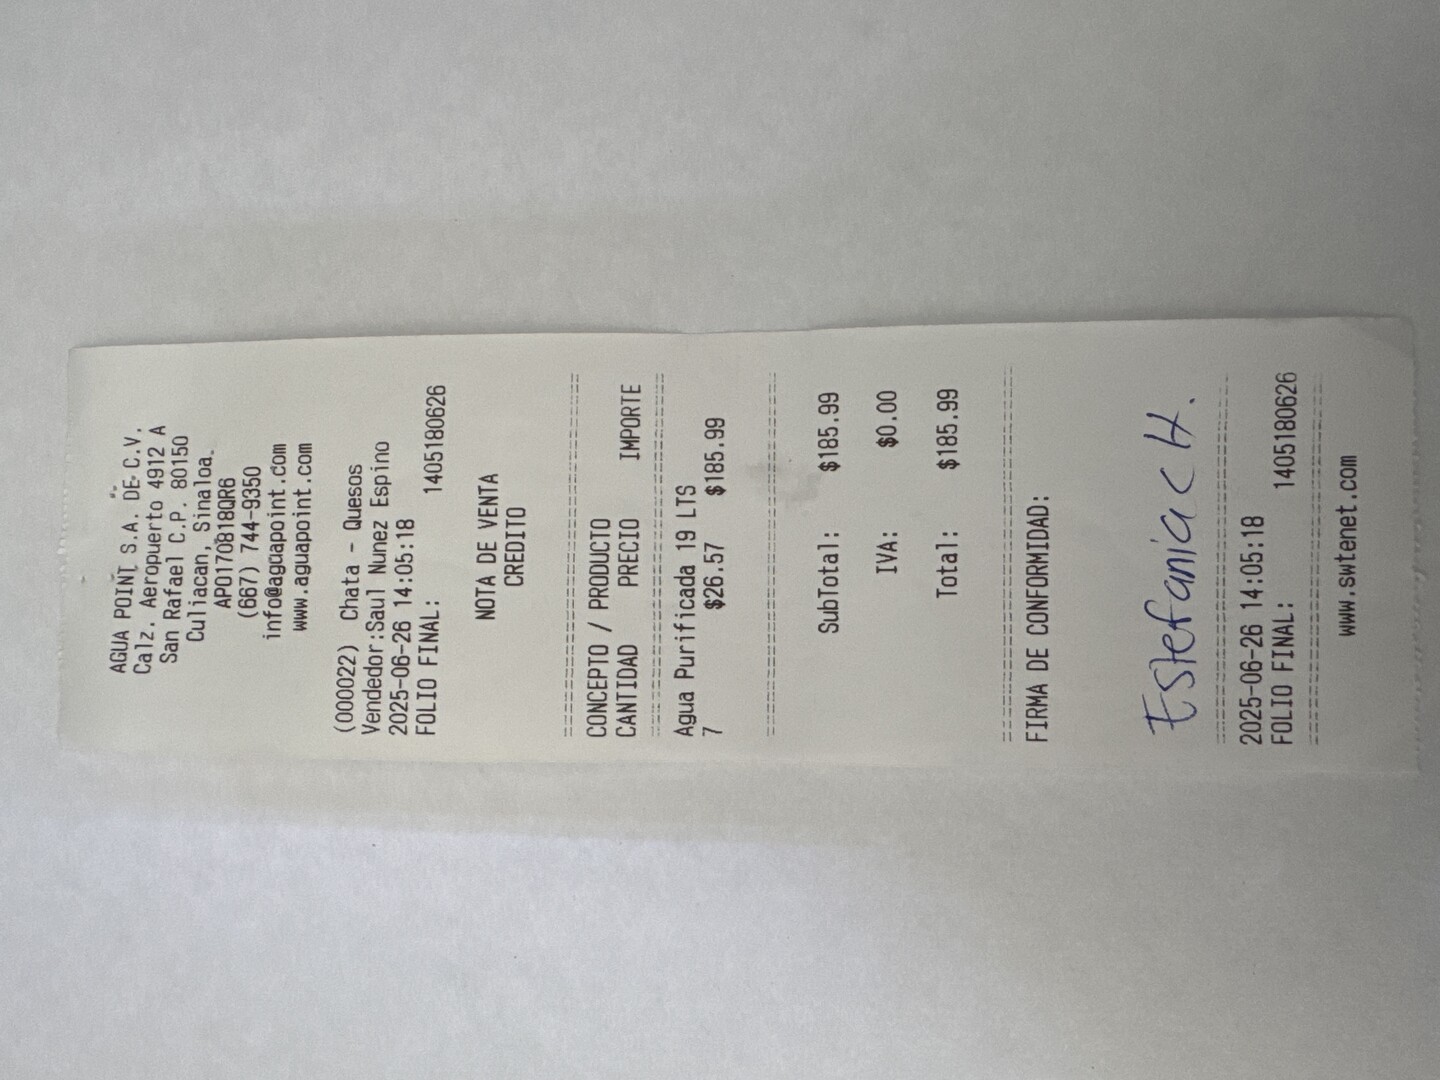 AGUA POINT S.A. DE C.V.
Calz. Aeropuerto 4912 A
San Rafael C.P. 80150
Culiacan, Sinaloa.
APO170818QR6
(667) 744-9350
info@aguapoint.com
www.aguapoint.com
(000022) Chata - Quesos
Vendedor:Saul Nunez Espino
2025-06-26 14:05:18
FOLIO FINAL: 1405180626
NOTA DE VENTA
CREDITO
================================
CONCEPTO / PRODUCTO
CANTIDAD PRECIO IMPORTE
================================
Agua Purificada 19 LTS
7 $26.57 $185.99
================================
SubTotal: $185.99
IVA: $0.00
Total: $185.99
================================
FIRMA DE CONFORMIDAD:
Estefania C H.
================================
2025-06-26 14:05:18
FOLIO FINAL: 1405180626
================================
www.swtenet.com